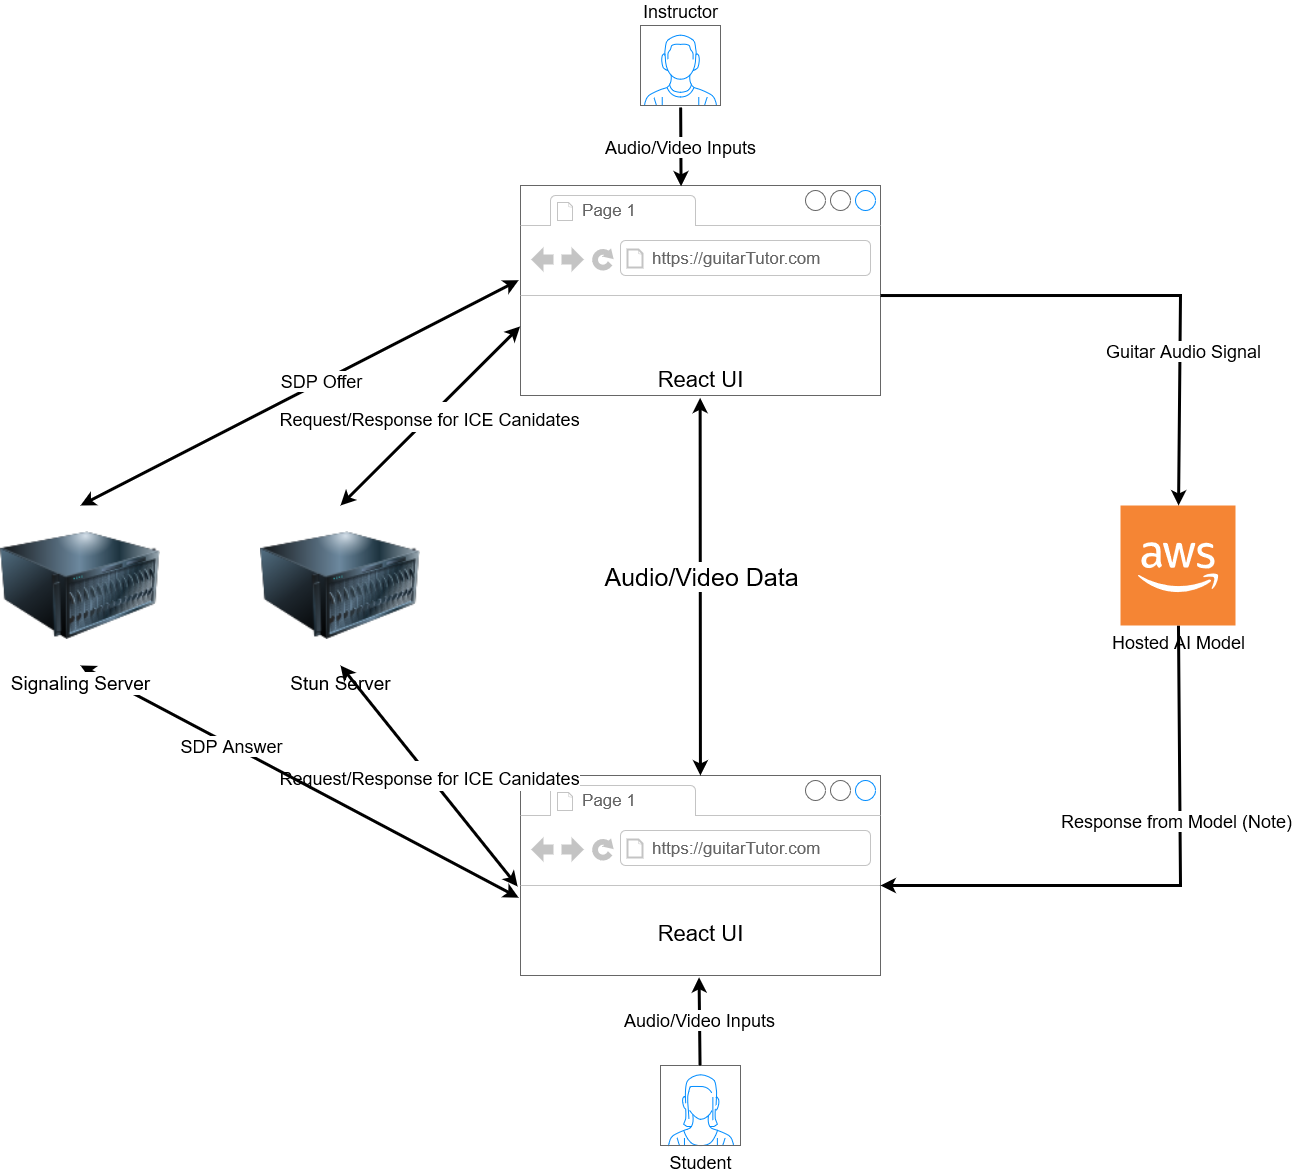 Instructor
Audio/Video Inputs
Page 1
https://guitarTutor.com
React UI
Guitar Audio Signal
SDP Offer
Request/Response for ICE Canidates
aws
Audio/Video Data
Hosted AI Model
Signaling Server
Stun Server
SDP Answer
Request/Response for ICE Canidates
Page 1
https://guitarTutor.com
Response from Model (Note)
React UI
Audio/Video Inputs
Student